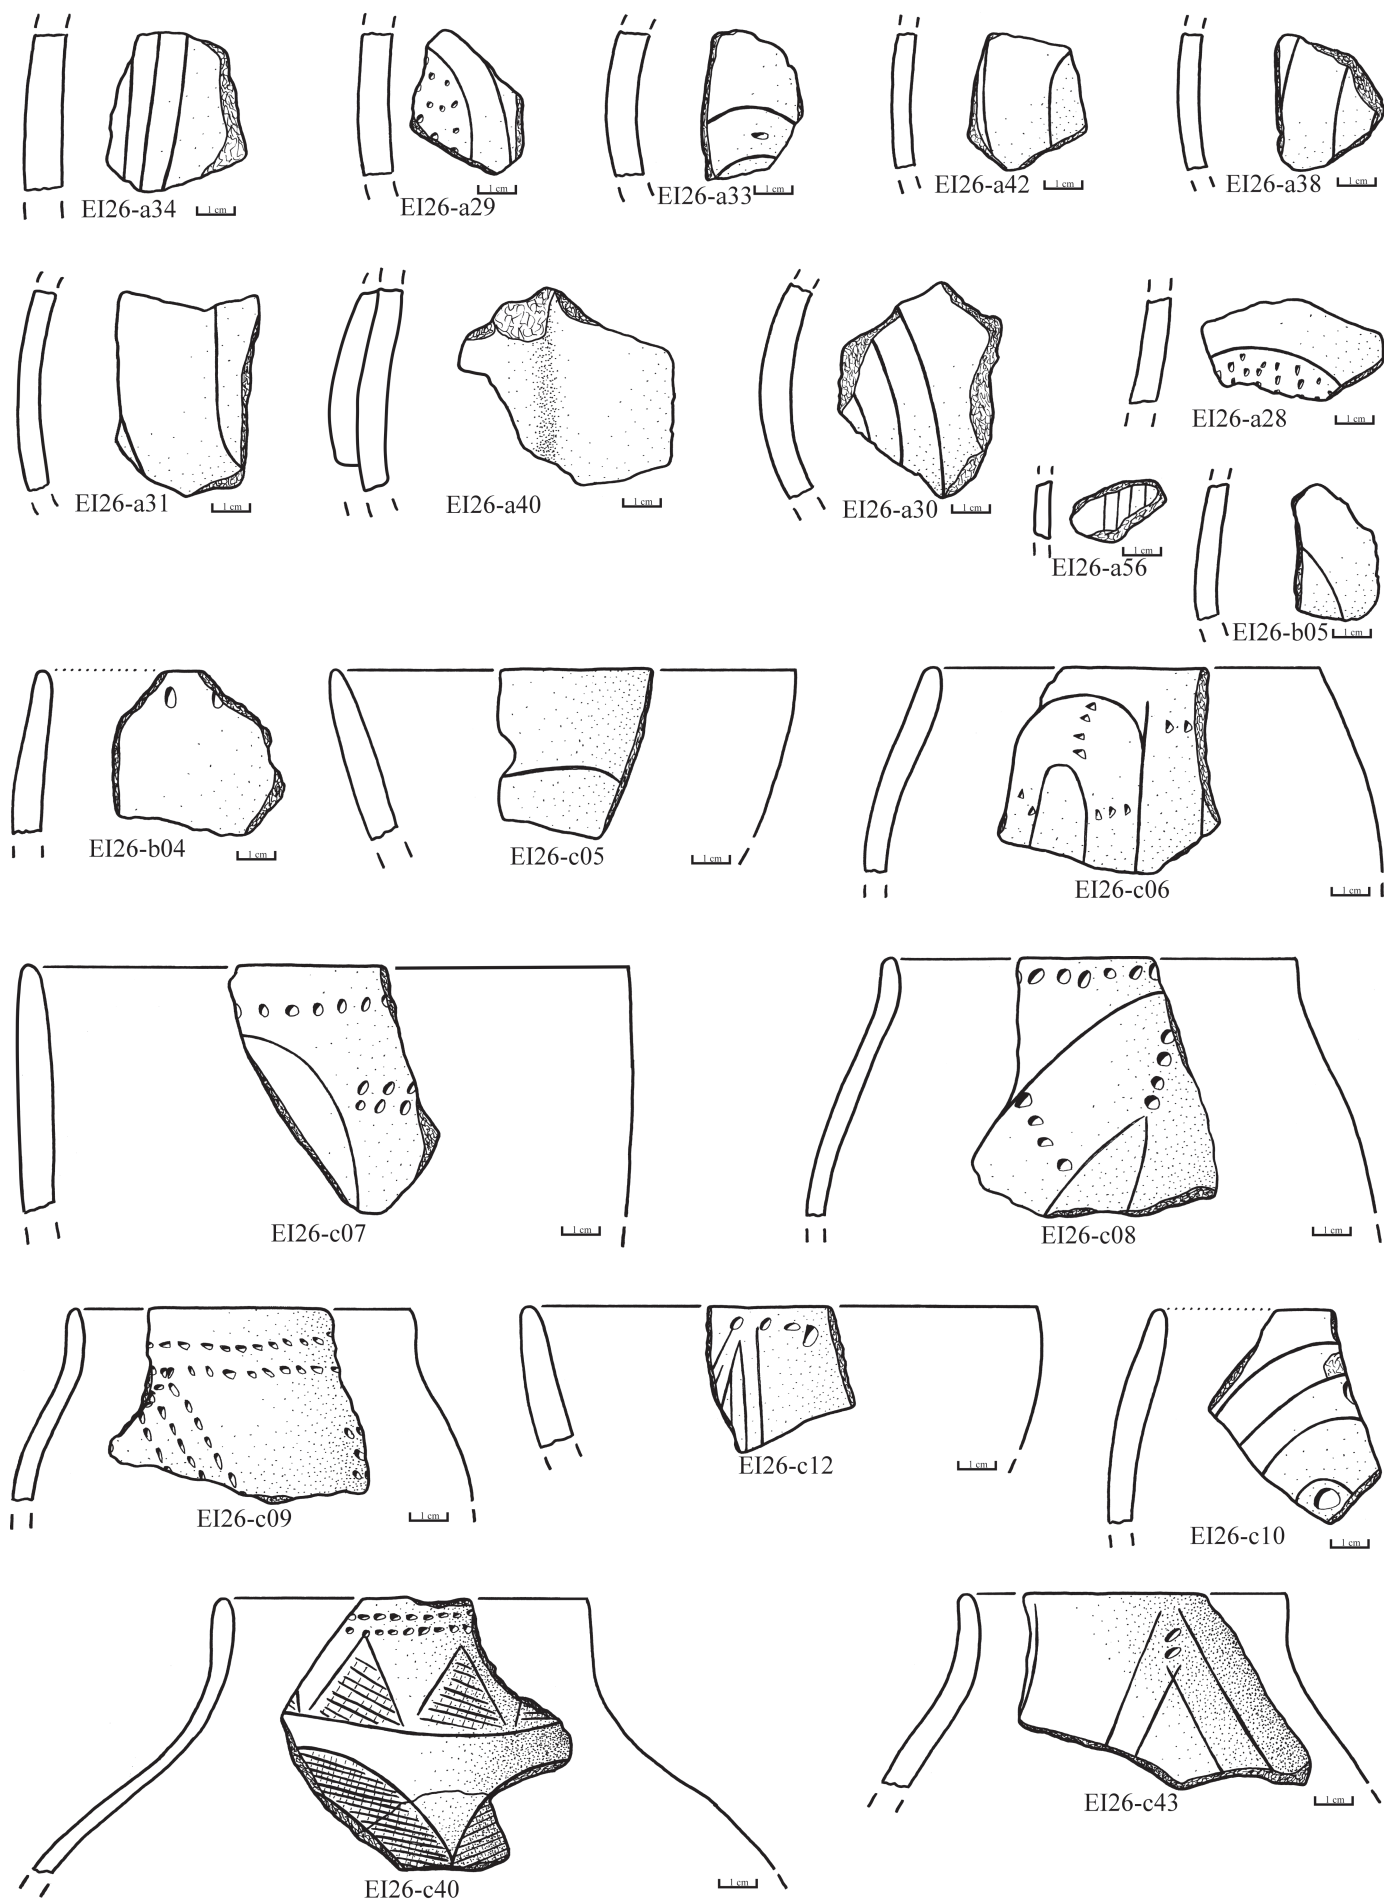 EI26-a34 1 cm
EI26-a29 1 cm
EI26-a33 1 cm
EI26-a42 1 cm
EI26-a38 1 cm
EI26-a31 1 cm
EI26-a40 1 cm
EI26-a30 1 cm
EI26-a28 1 cm
EI26-a56 1 cm
EI26-b05 1 cm
EI26-b04 1 cm
EI26-c05 1 cm
EI26-c06 1 cm
EI26-c07 1 cm
EI26-c08 1 cm
EI26-c09 1 cm
EI26-c12 1 cm
EI26-c10 1 cm
EI26-c40 1 cm
EI26-c43 1 cm